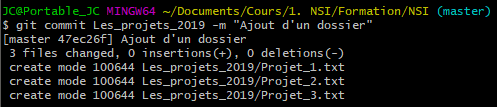 JC@Portable_JC MINGW64 ~/Documents/Cours/1. NSI/Formation/NSI (master)
$ git commit Les_projets_2019 -m "Ajout d'un dossier"
[master 47ec26f] Ajout d'un dossier
 3 files changed, 0 insertions(+), 0 deletions(-)
 create mode 100644 Les_projets_2019/Projet_1.txt
 create mode 100644 Les_projets_2019/Projet_2.txt
 create mode 100644 Les_projets_2019/Projet_3.txt